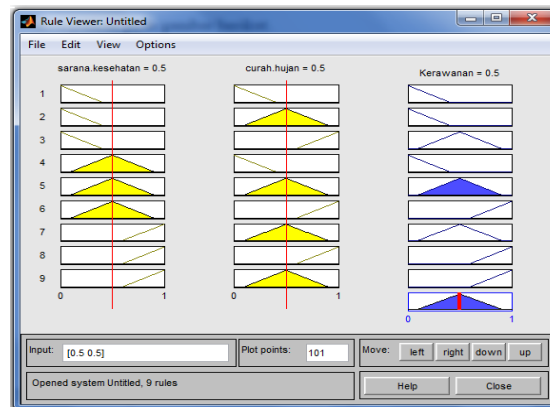 Rule Viewer: Untitled
File Edit View Options
sarana.kesehatan = 0.5 curah.hujan = 0.5 Kerawanan = 0.5
1
2
3
4
5
6
7
8
9
0 1 0 1
0 1
Input: [0.5 0.5] Plot points: 101 Move: left right down up
Opened system Untitled, 9 rules Help Close